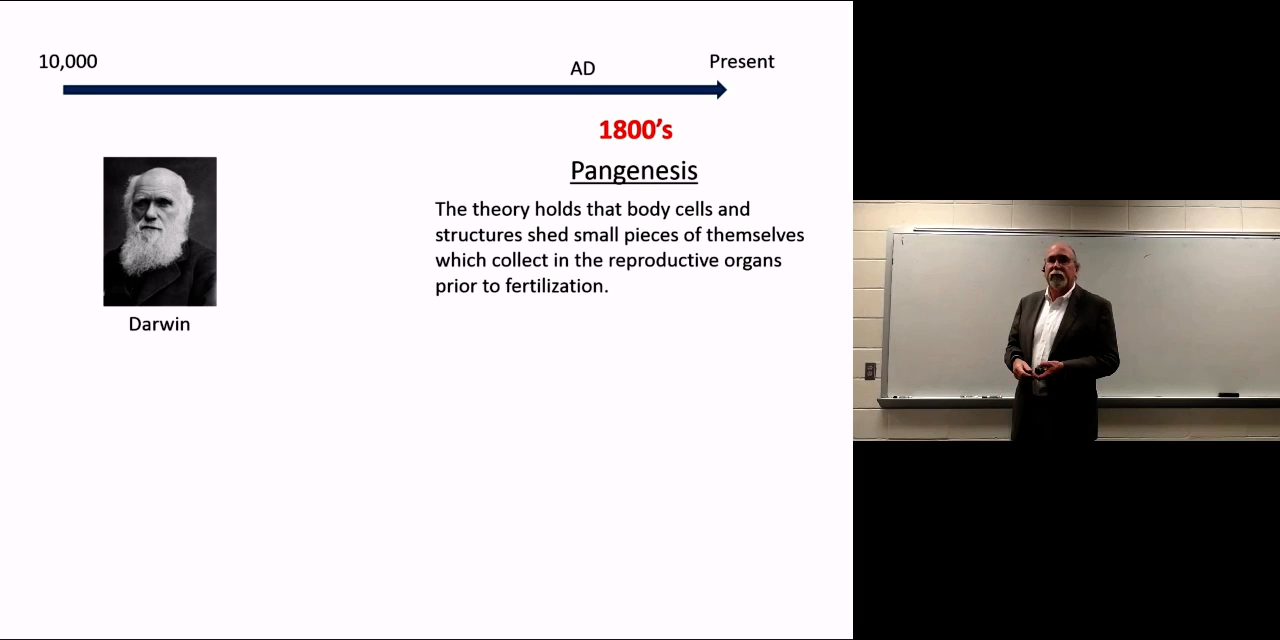 10,000
AD
Present
1800's
Pangenesis
The theory holds that body cells and
structures shed small pieces of themselves
which collect in the reproductive organs
prior to fertilization.
Darwin